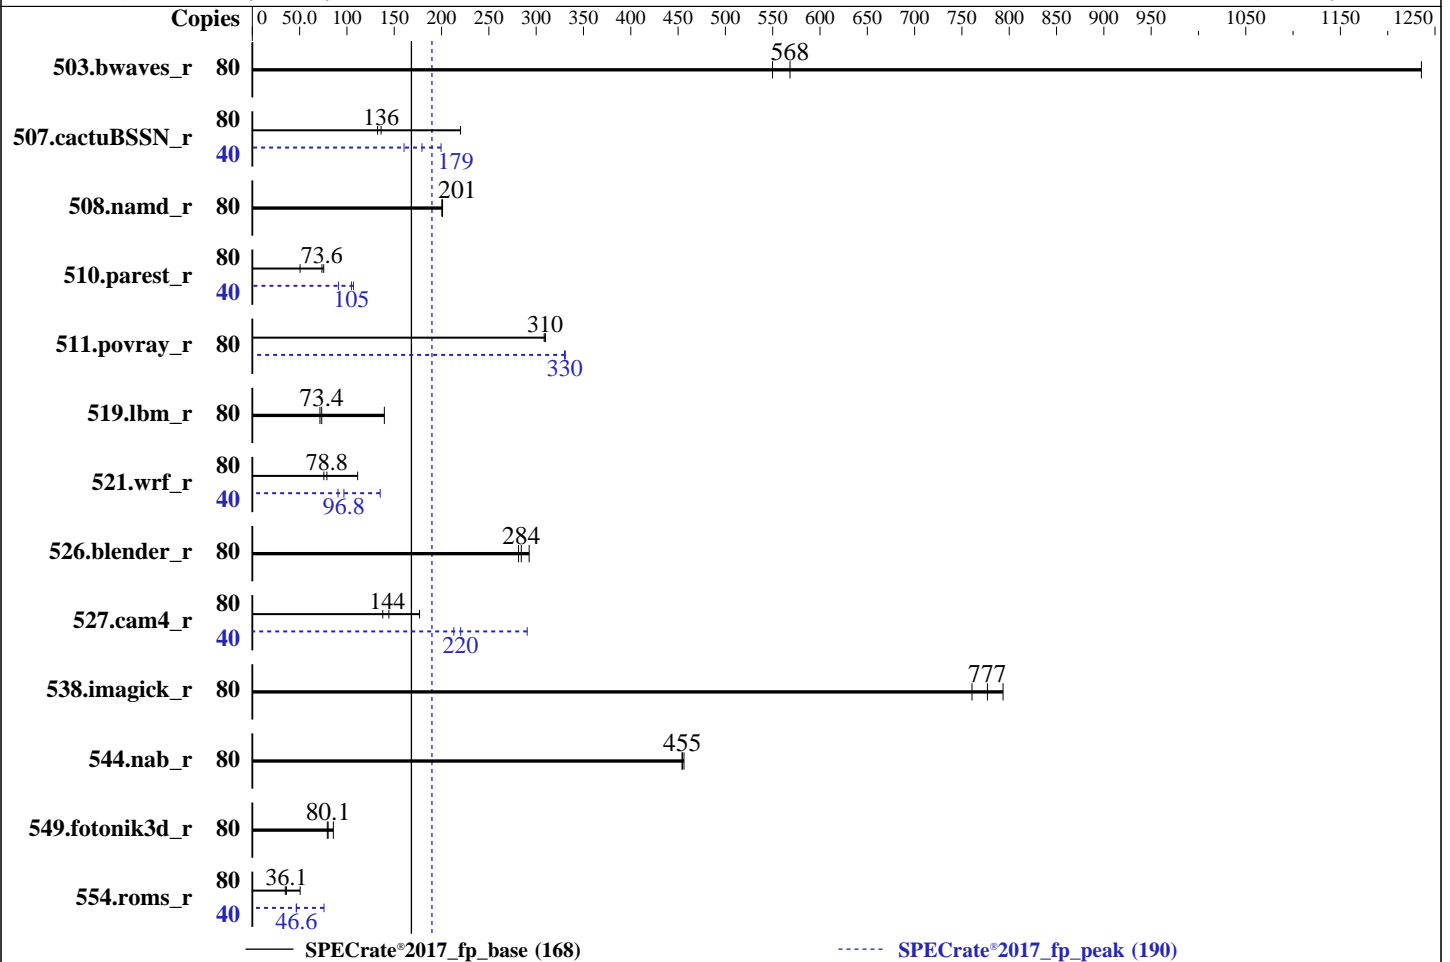 Copies 0 50.0 100 150 200 250 300 350 400 450 500 550 600 650 700 750 800 850 900 950 1050 1150 1250
503.bwaves_r 80 568
507.cactuBSSN_r 80 136
40 179
508.namd_r 80 201
510.parest_r 80 73.6
40 105
511.povray_r 80 310
330
519.lbm_r 80 73.4
521.wrf_r 80 78.8
40 96.8
526.blender_r 80 284
527.cam4_r 80 144
40 220
538.imagick_r 80 777
544.nab_r 80 455
549.fotonik3d_r 80 80.1
554.roms_r 80 36.1
40 46.6
SPECrate®2017_fp_base (168) SPECrate®2017_fp_peak (190)